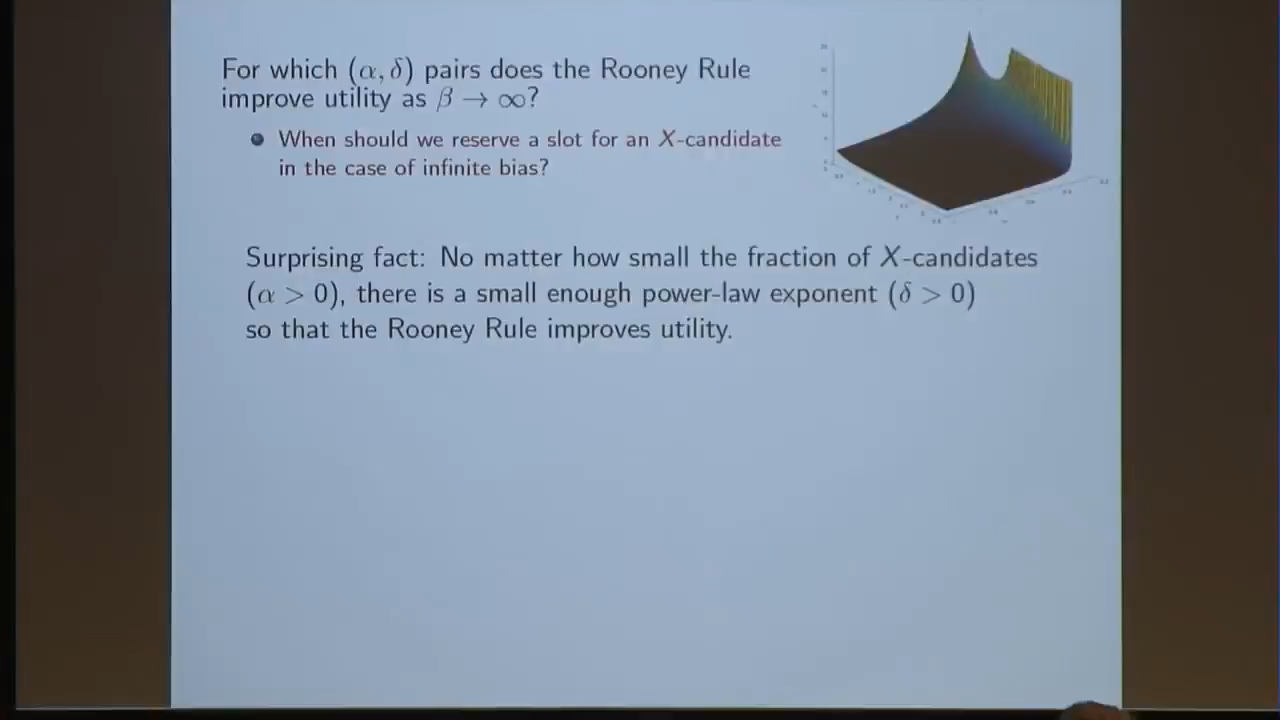 For which (α, δ) pairs does the Rooney Rule
improve utility as β → ∞?
When should we reserve a slot for an X-candidate
in the case of infinite bias?
Surprising fact: No matter how small the fraction of X-candidates
(α > 0), there is a small enough power-law exponent (δ > 0)
so that the Rooney Rule improves utility.